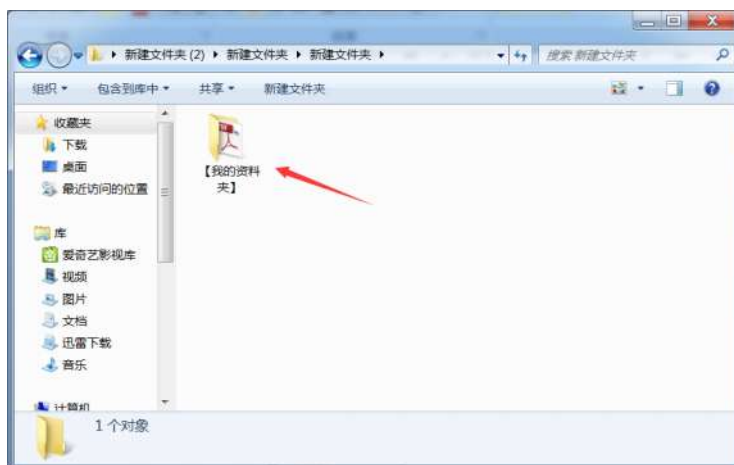 新建文件夹 (2) 新建文件夹 新建文件夹
搜索 新建文件夹
组织 包含到库中 共享 新建文件夹
收藏夹
下载
桌面
最近访问的位置
库
爱奇艺影视库
视频
图片
文档
迅雷下载
音乐
计算机
【我的资料
夹】
1 个对象